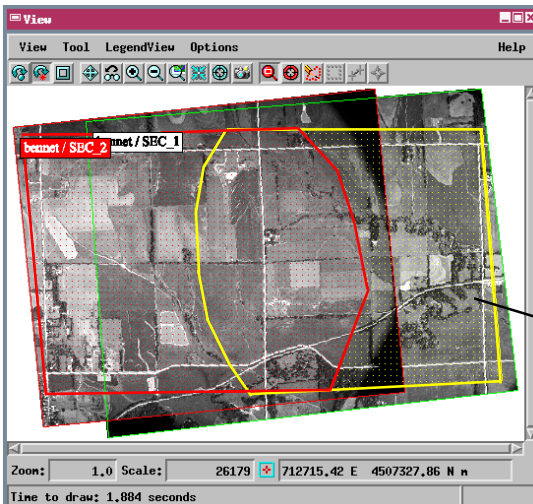 View
View Tool LegendView Options Help
bennet / SEC_2
bennet / SEC_1
Zoom: 1.0 Scale: 26179 712715.42 E 4507327.86 N m
Time to draw: 1.884 seconds